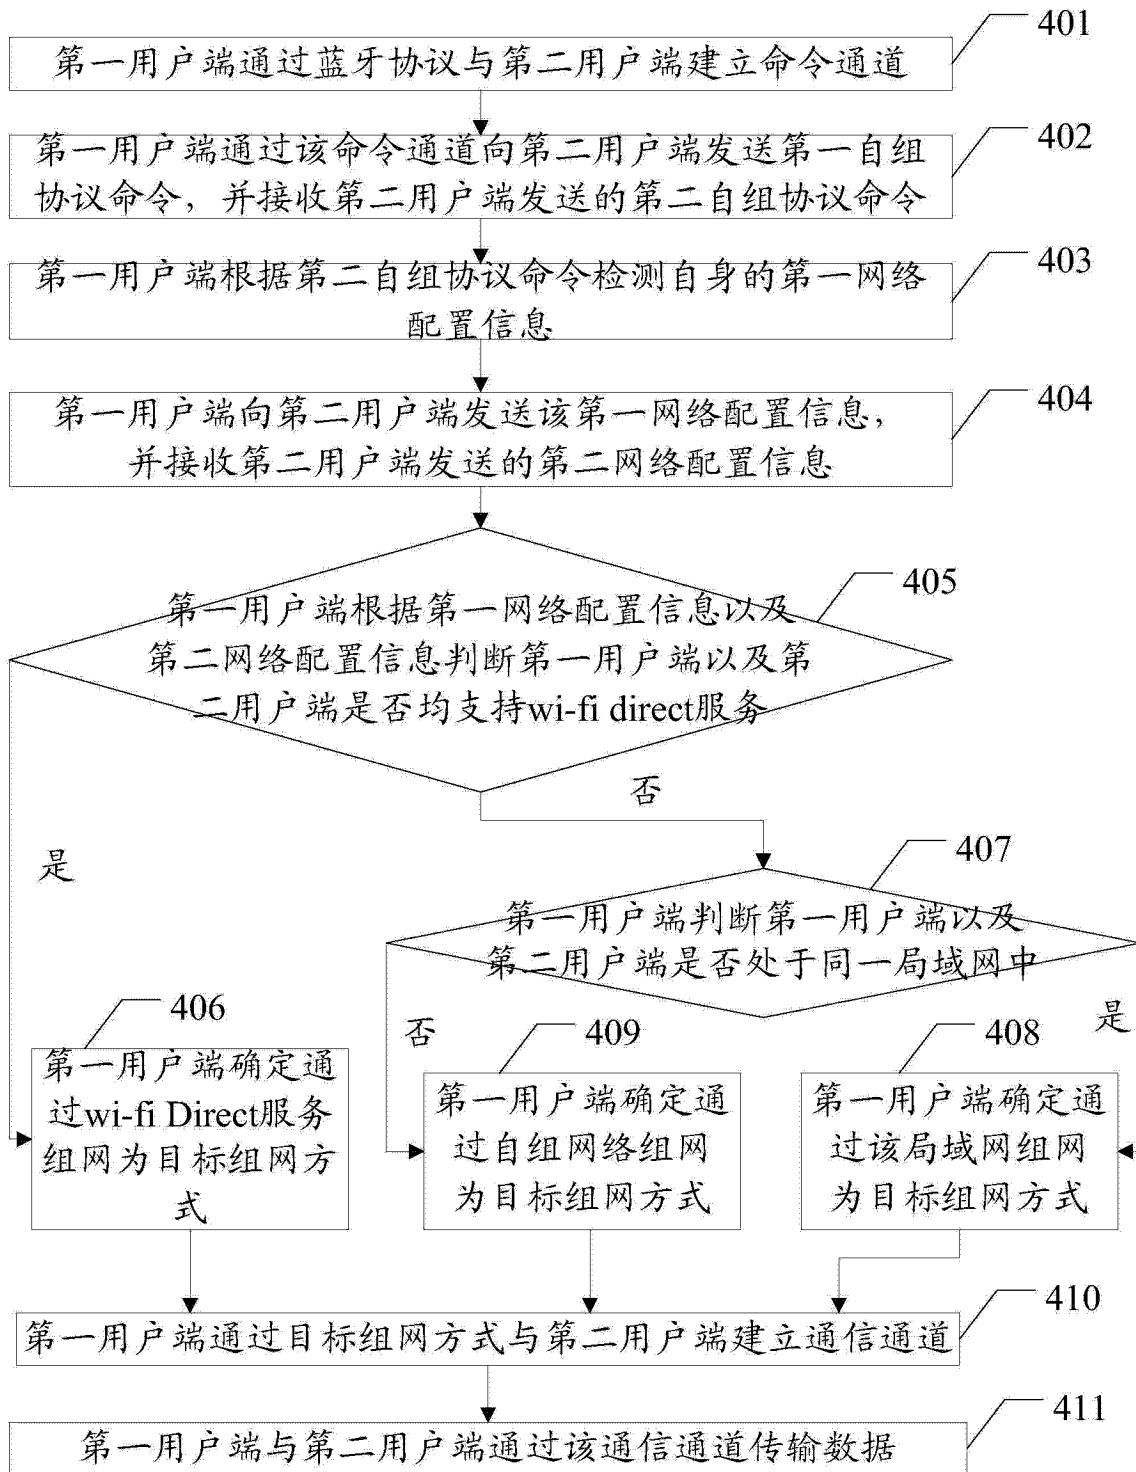 401
第一用户端通过蓝牙协议与第二用户端建立命令通道
402
第一用户端通过该命令通道向第二用户端发送第一自组
协议命令，并接收第二用户端发送的第二自组协议命令
403
第一用户端根据第二自组协议命令检测自身的第一网络
配置信息
404
第一用户端向第二用户端发送该第一网络配置信息，
并接收第二用户端发送的第二网络配置信息
405
第一用户端根据第一网络配置信息以及
第二网络配置信息判断第一用户端以及第
二用户端是否均支持wi-fi direct服务
否
是
407
第一用户端判断第一用户端以及
第二用户端是否处于同一局域网中
否
是
406
第一用户端确定通
过wi-fi Direct服务
组网为目标组网方
式
409
第一用户端确定通
过自组网络组网
为目标组网方式
408
第一用户端确定通
过该局域网组网
为目标组网方式
410
第一用户端通过目标组网方式与第二用户端建立通信通道
411
第一用户端与第二用户端通过该通信通道传输数据